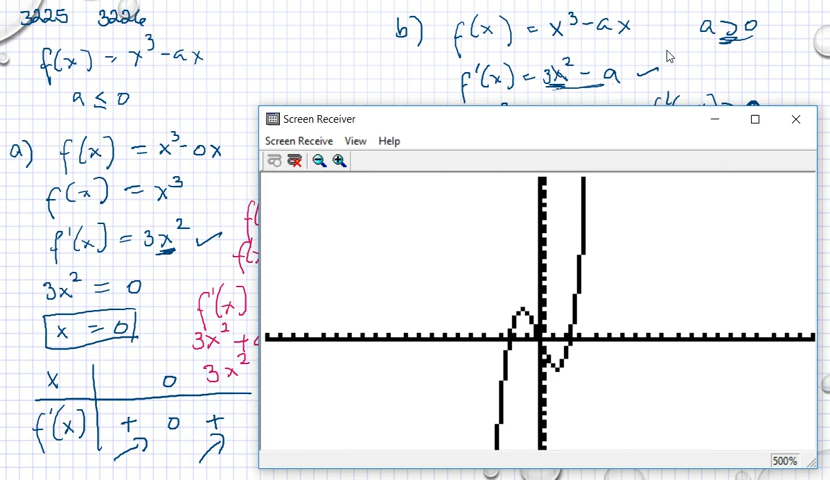 3225 3226
f(x) = x³-ax
a ≤ 0
a) f(x) = x³-0x
f(x) = x³
f'(x) = 3x² ✓
3x² = 0
x = 0
x 0
f'(x) + 0 +
f'(x)
3x² +
3x²
b) f(x) = x³-ax a ≥ 0
f'(x) = 3x² - a ✓
Screen Receiver
Screen Receive View Help
500%